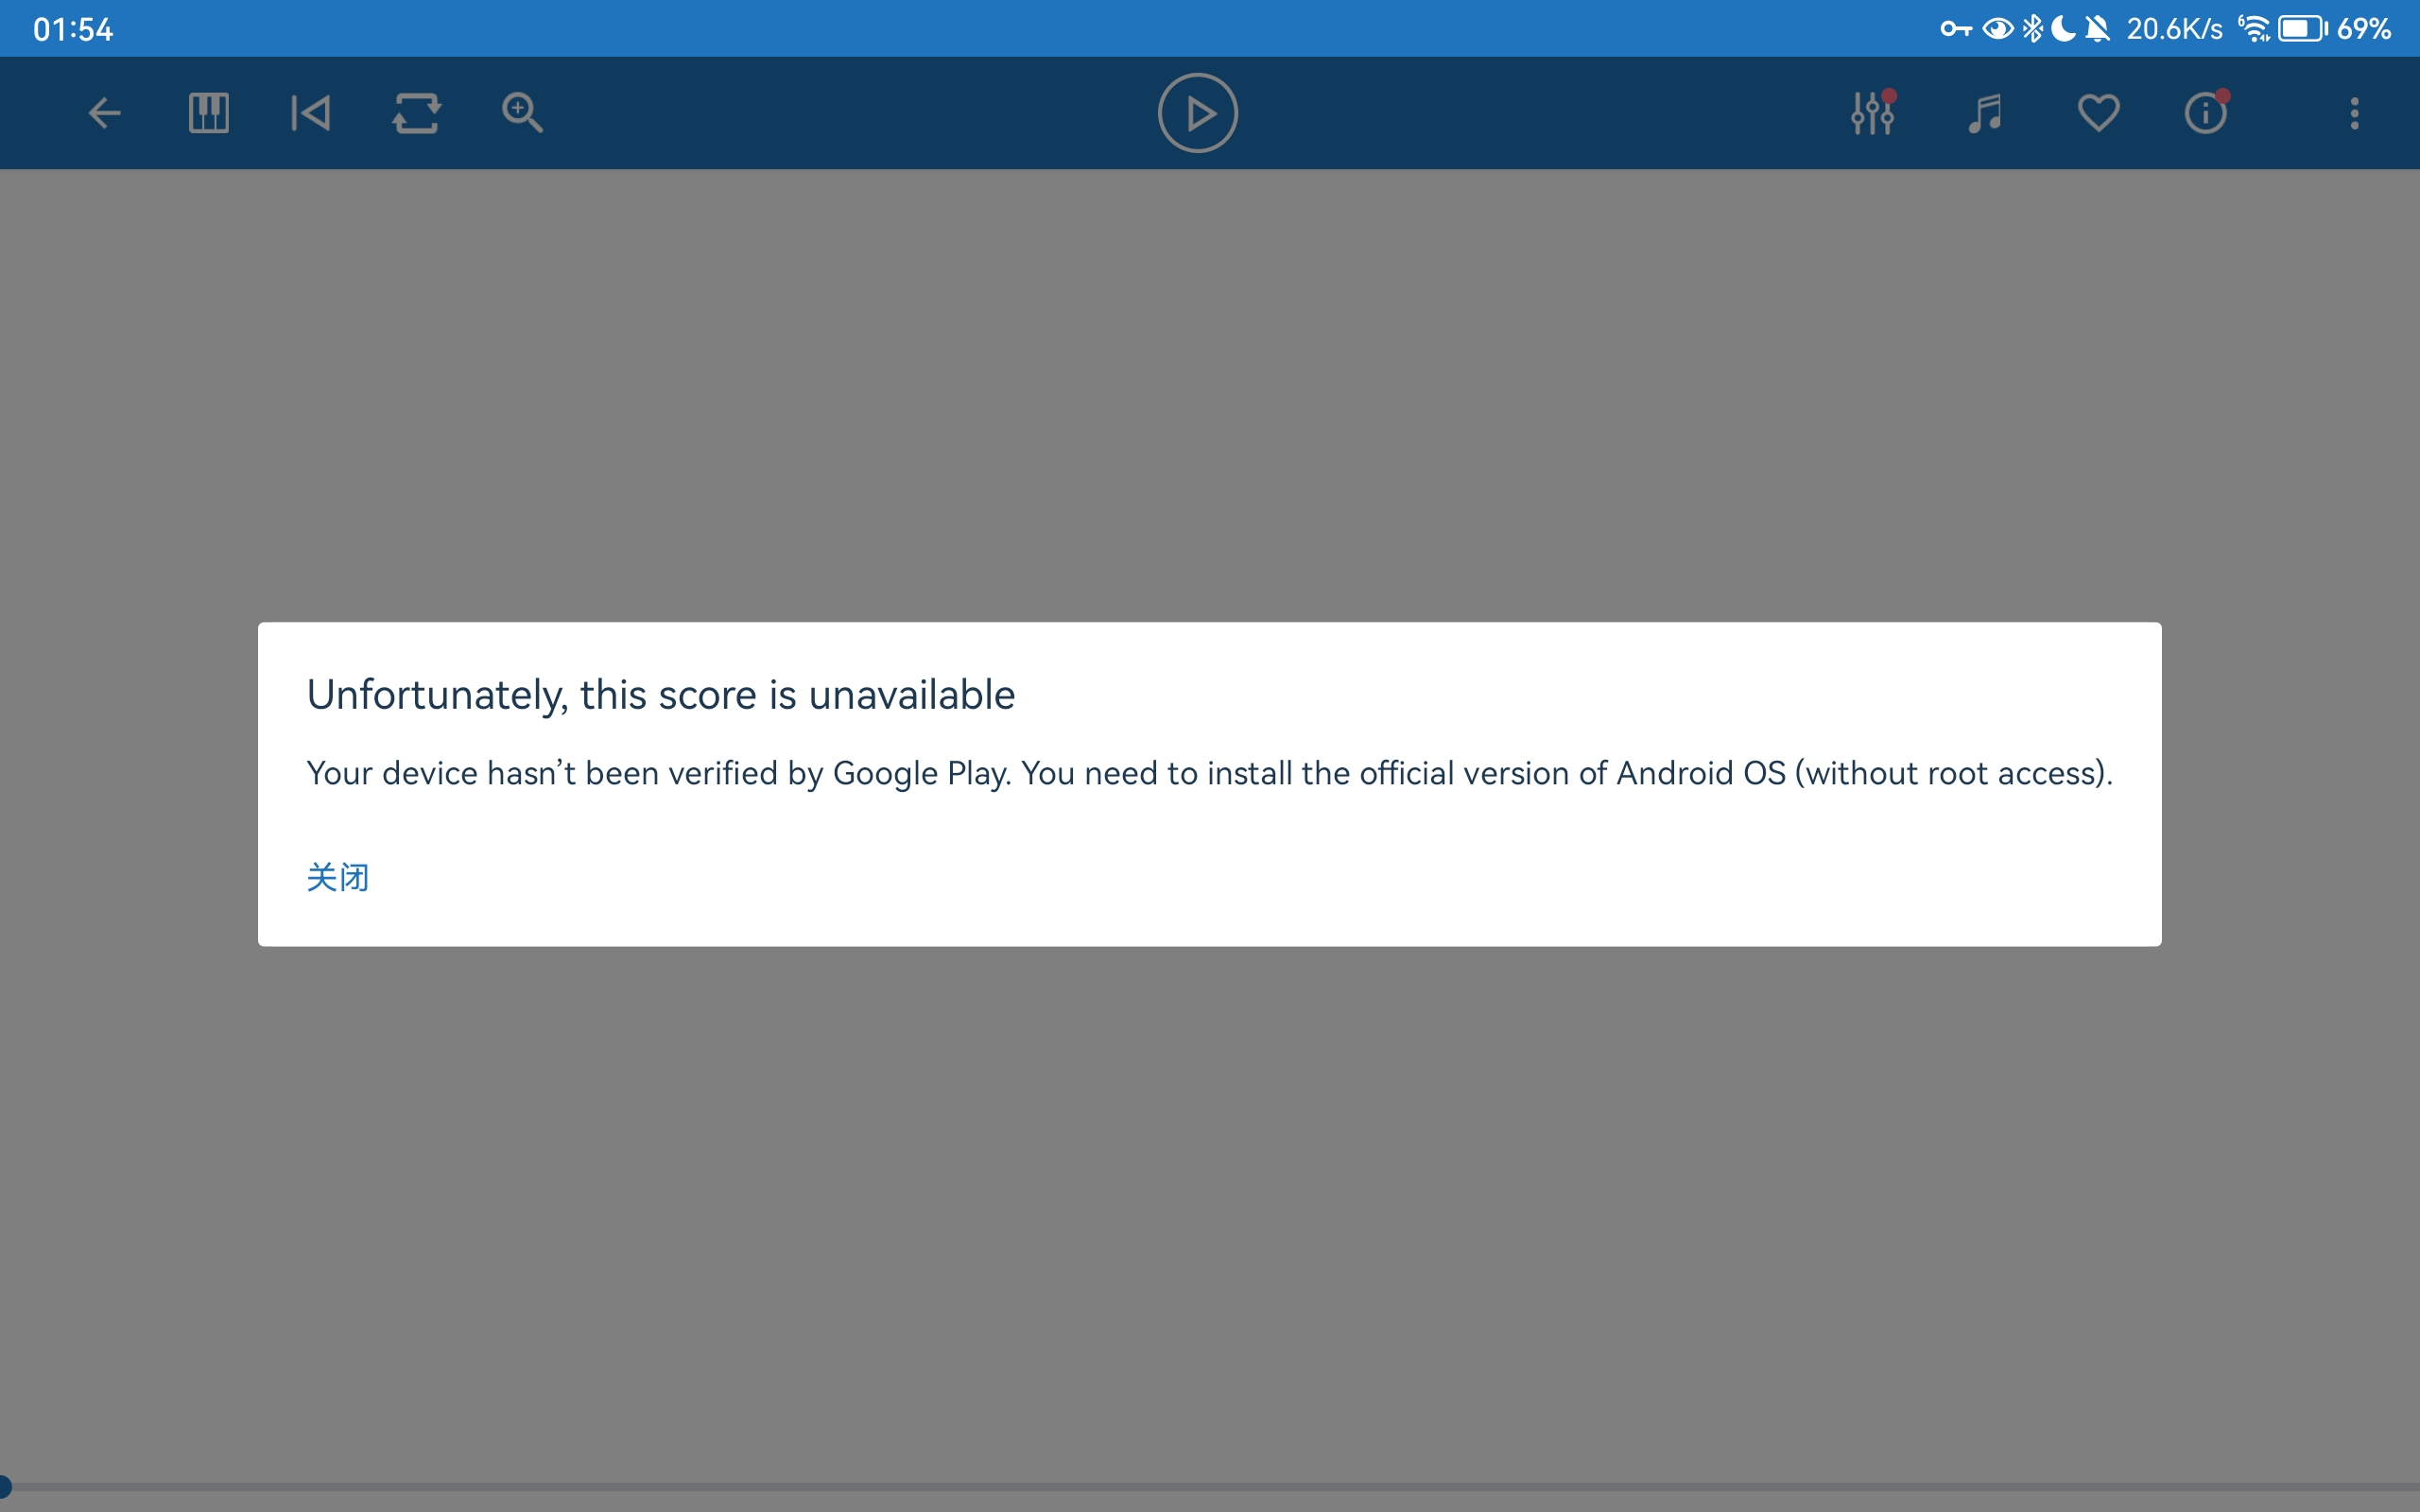 01:54
20.6K/s 6 69%
Unfortunately, this score is unavailable
Your device hasn’t been verified by Google Play. You need to install the official version of Android OS (without root access).
关闭